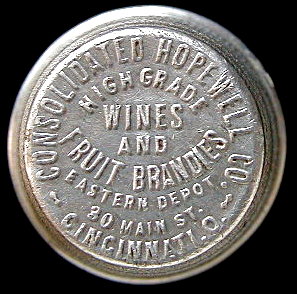 CONSOLIDATED HOPEWELL CO.
HIGH GRADE
WINES
AND
FRUIT BRANDIES
EASTERN DEPOT
30 MAIN ST.
CINCINNATI.O.